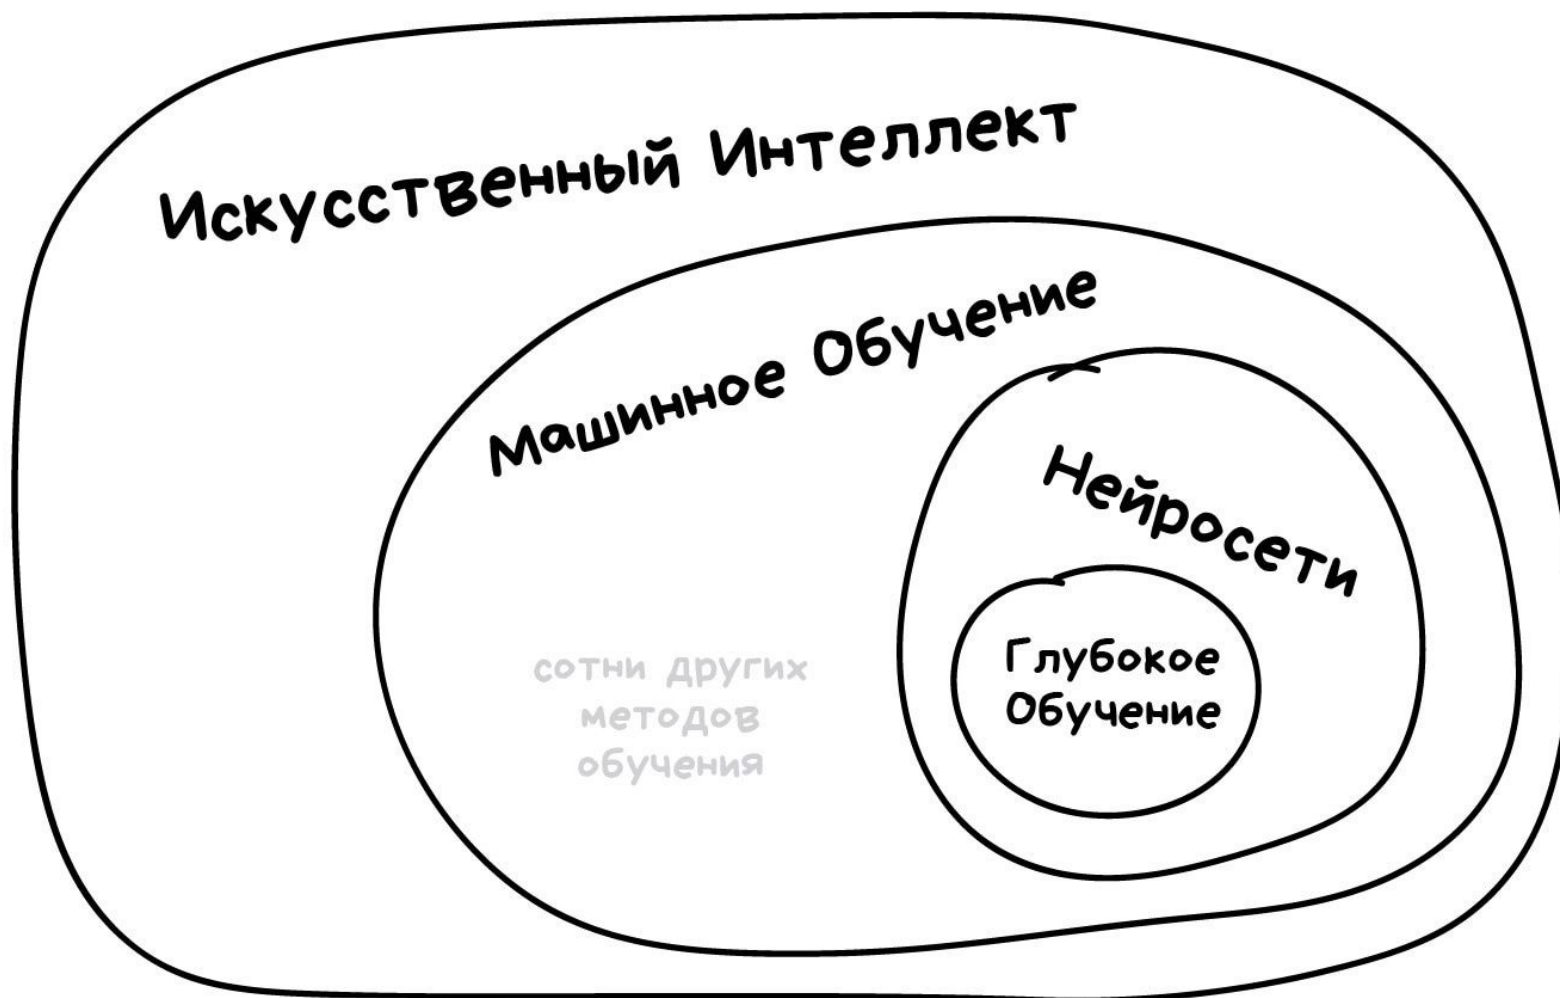 Искусственный Интеллект
Машинное Обучение
Нейросети
Глубокое
Обучение
сотни других
методов
обучения